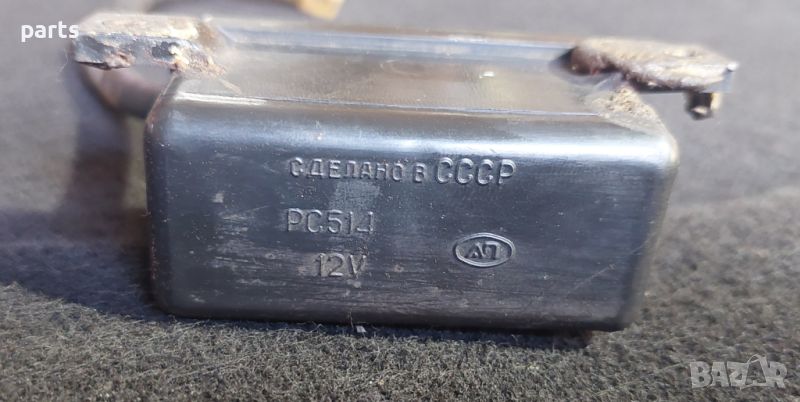 parts
СДЕЛАНО В СССР
РС514
12V
АП
BAZAR